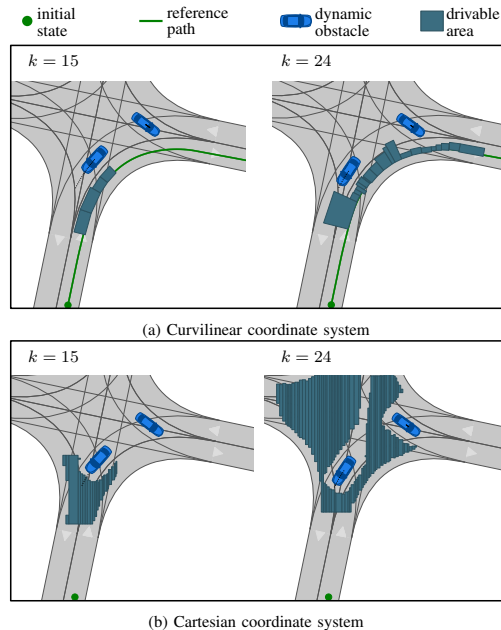 initial state
reference path
dynamic obstacle
drivable area
k = 15
k = 24
(a) Curvilinear coordinate system
k = 15
k = 24
(b) Cartesian coordinate system